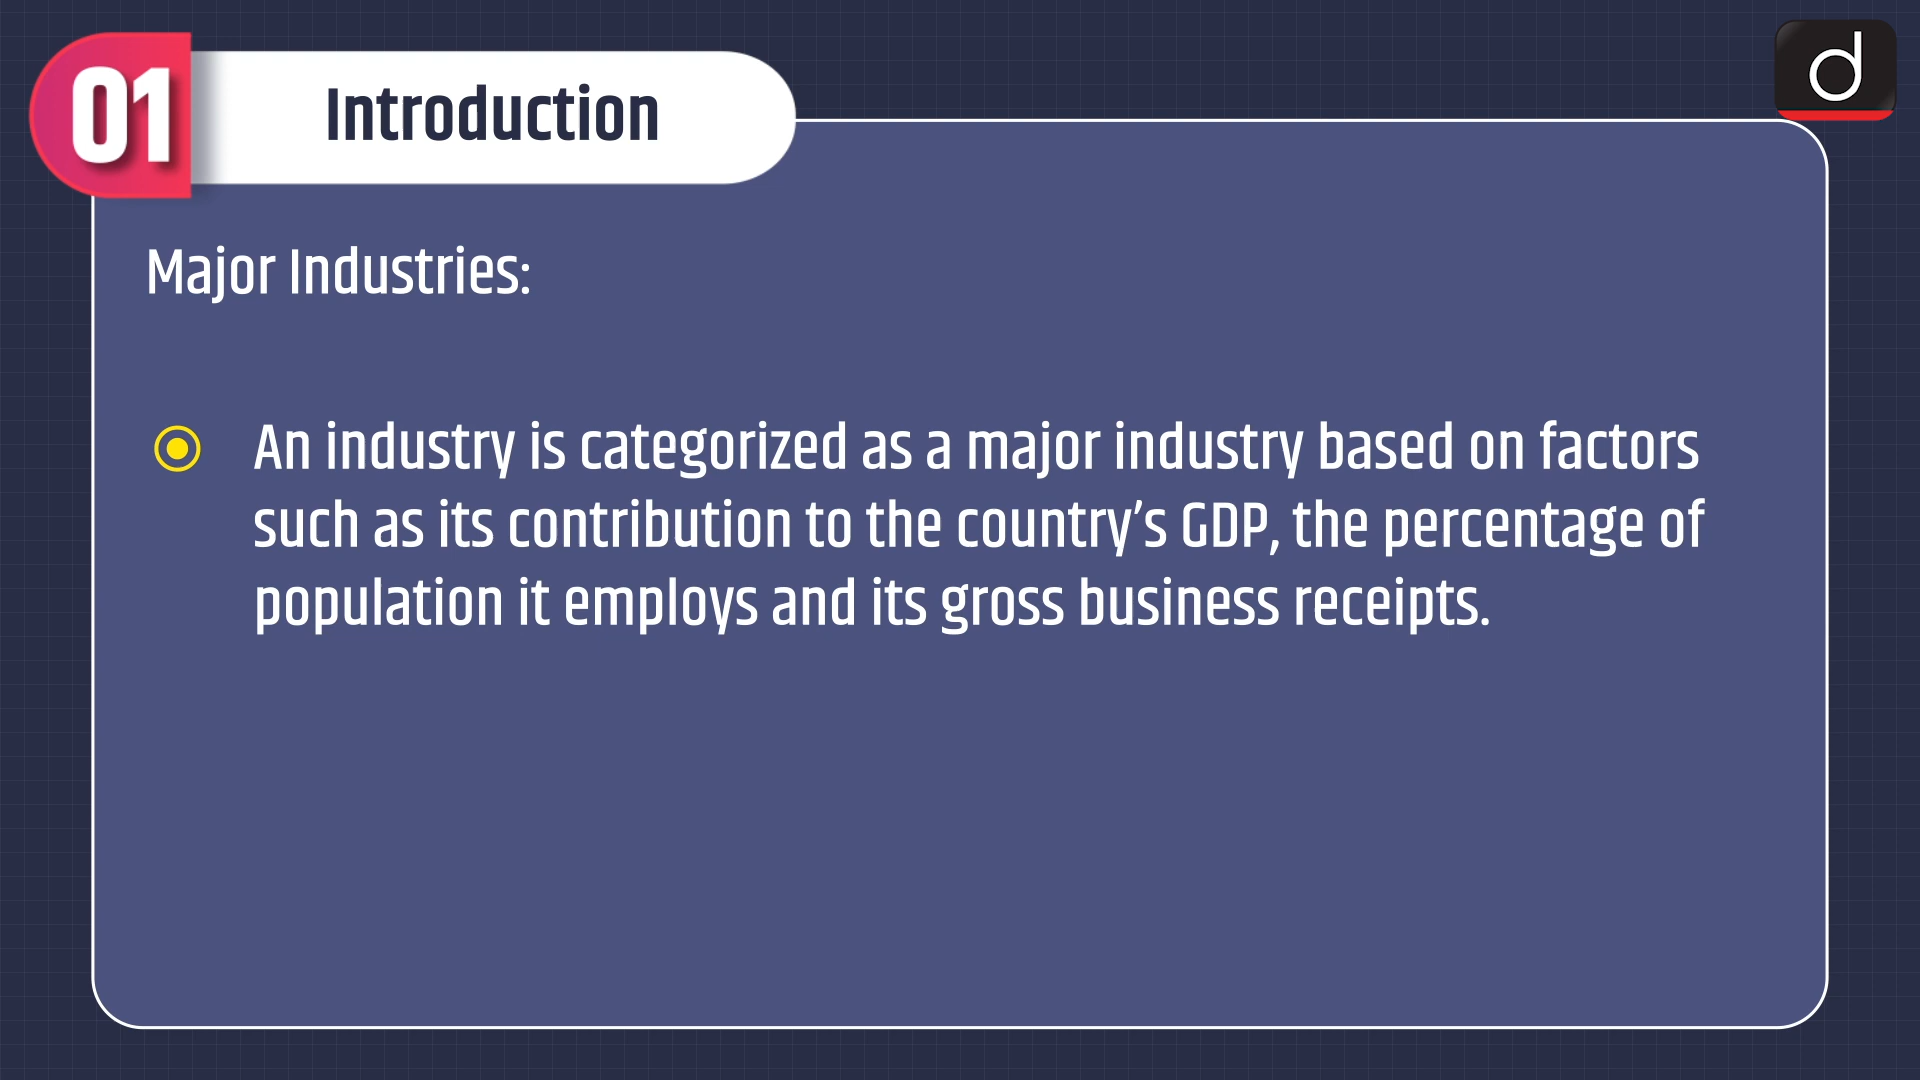 01
Introduction
d
Major Industries:
An industry is categorized as a major industry based on factors
such as its contribution to the country’s GDP, the percentage of
population it employs and its gross business receipts.